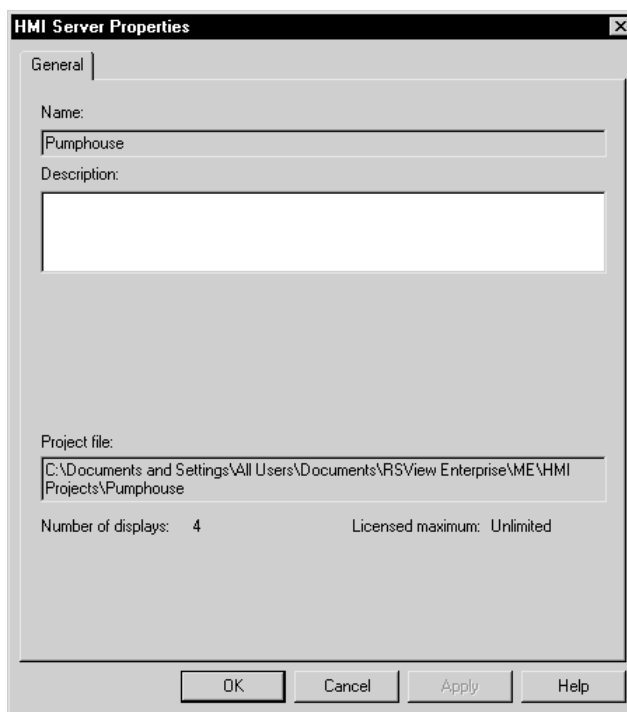 HMI Server Properties
General
Name:
Pumphouse
Description:
Project file:
C:\Documents and Settings\All Users\Documents\RSView Enterprise\ME\HMI
Projects\Pumphouse
Number of displays: 4 Licensed maximum: Unlimited
OK Cancel Apply Help